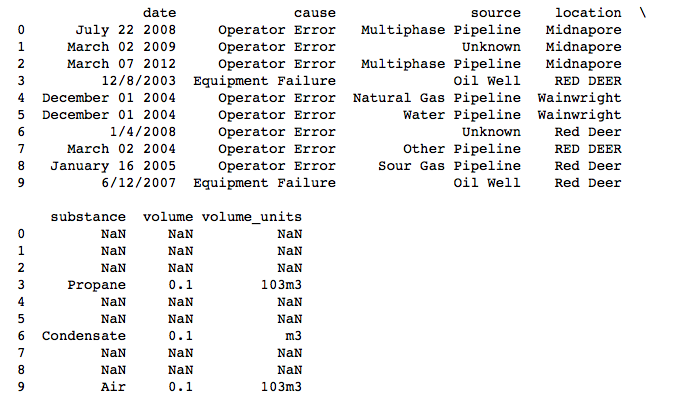 date cause source location \
0 July 22 2008 Operator Error Multiphase Pipeline Midnapore
1 March 02 2009 Operator Error Unknown Midnapore
2 March 07 2012 Operator Error Multiphase Pipeline Midnapore
3 12/8/2003 Equipment Failure Oil Well RED DEER
4 December 01 2004 Operator Error Natural Gas Pipeline Wainwright
5 December 01 2004 Operator Error Water Pipeline Wainwright
6 1/4/2008 Operator Error Unknown Red Deer
7 March 02 2004 Operator Error Other Pipeline RED DEER
8 January 16 2005 Operator Error Sour Gas Pipeline Red Deer
9 6/12/2007 Equipment Failure Oil Well Red Deer
substance volume volume_units
0 NaN NaN NaN
1 NaN NaN NaN
2 NaN NaN NaN
3 Propane 0.1 103m3
4 NaN NaN NaN
5 NaN NaN NaN
6 Condensate 0.1 m3
7 NaN NaN NaN
8 NaN NaN NaN
9 Air 0.1 103m3